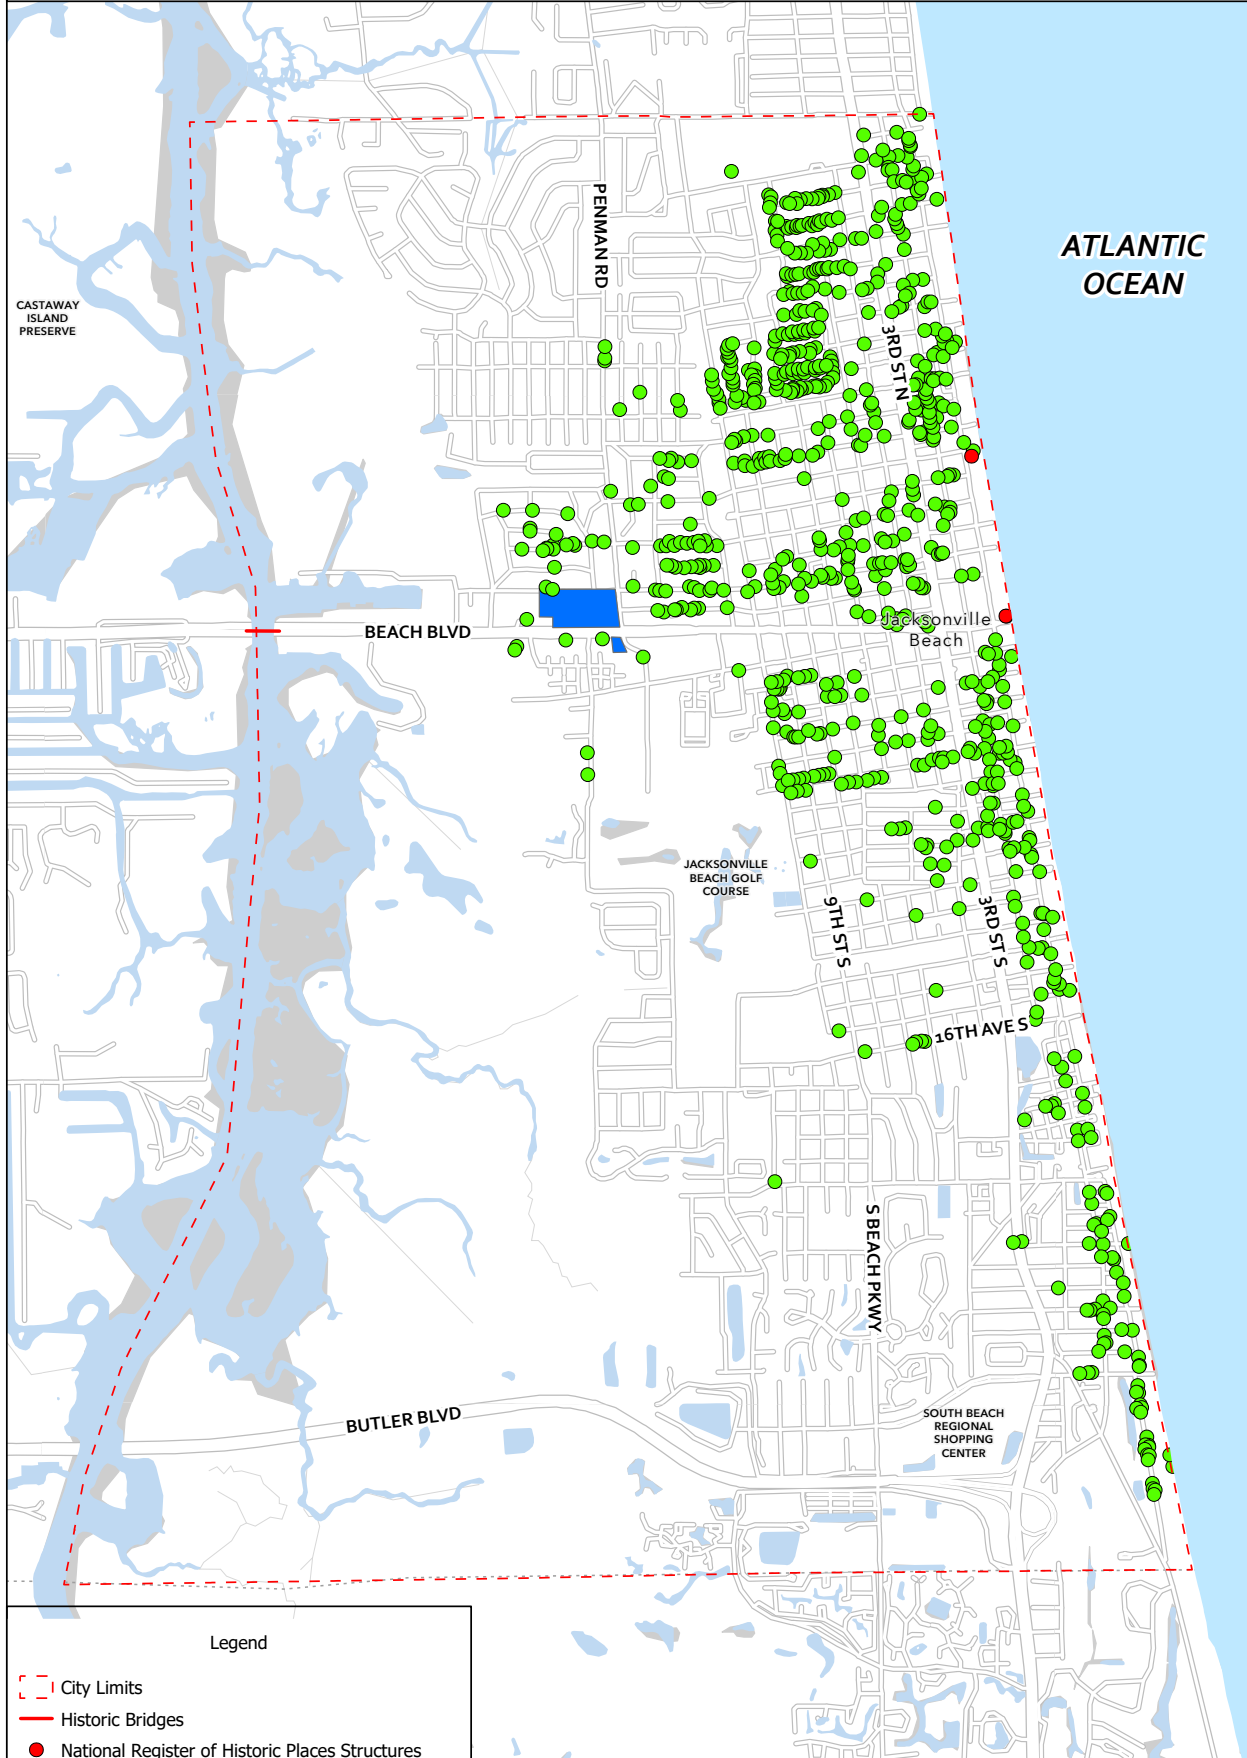 ATLANTIC
OCEAN
PENMAN RD
CASTAWAY
ISLAND
PRESERVE
3RD ST N
Jacksonville
Beach
BEACH BLVD
JACKSONVILLE
BEACH GOLF
COURSE
9TH ST S
3RD ST S
16TH AVE S
S BEACH PKWY
BUTLER BLVD
SOUTH BEACH
REGIONAL
SHOPPING
CENTER
Legend
City Limits
Historic Bridges
National Register of Historic Places Structures